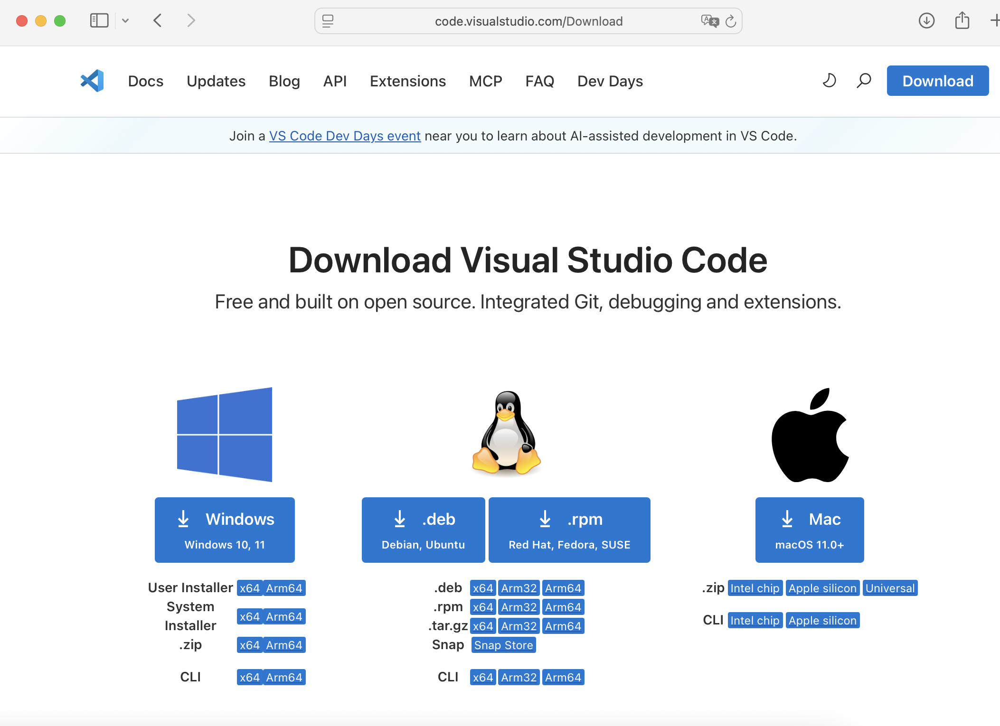 code.visualstudio.com/Download
Docs Updates Blog API Extensions MCP FAQ Dev Days Download
Join a VS Code Dev Days event near you to learn about AI-assisted development in VS Code.
Download Visual Studio Code
Free and built on open source. Integrated Git, debugging and extensions.
Windows
Windows 10, 11
User Installer x64 Arm64
System
Installer x64 Arm64
.zip x64 Arm64
CLI x64 Arm64
.deb
Debian, Ubuntu
.rpm
Red Hat, Fedora, SUSE
.deb x64 Arm32 Arm64
.rpm x64 Arm32 Arm64
.tar.gz x64 Arm32 Arm64
Snap Snap Store
CLI x64 Arm32 Arm64
Mac
macOS 11.0+
.zip Intel chip Apple silicon Universal
CLI Intel chip Apple silicon